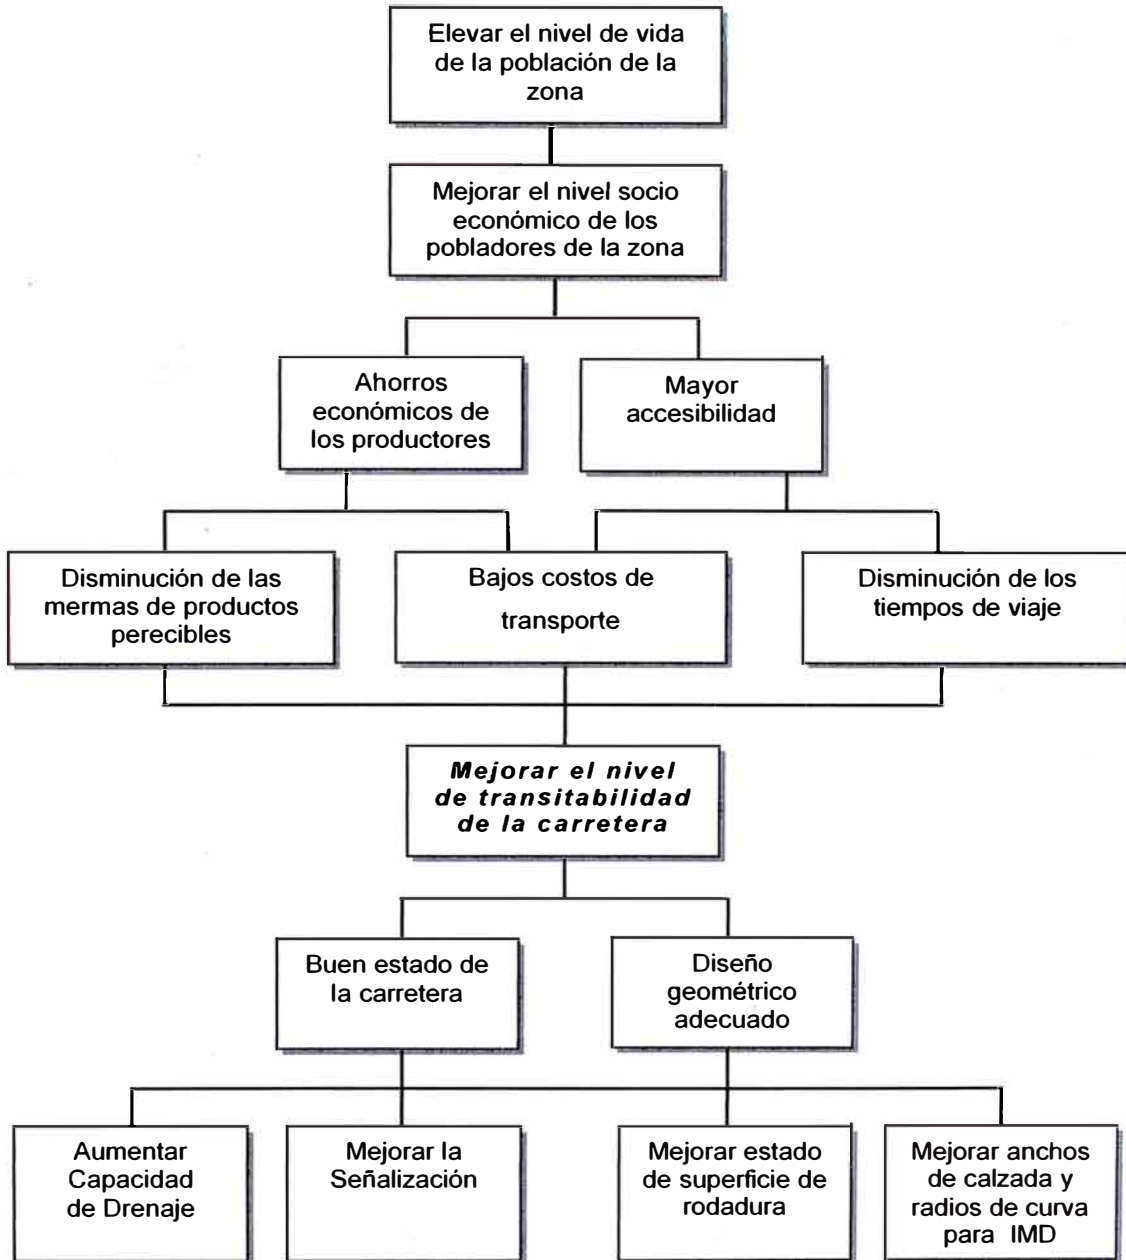 Elevar el nivel de vida
de la población de la
zona
Mejorar el nivel socio
económico de los
pobladores de la zona
Ahorros
económicos de
los productores
Mayor
accesibilidad
Disminución de las
mermas de productos
perecibles
Bajos costos de
transporte
Disminución de los
tiempos de viaje
Mejorar el nivel
de transitabilidad
de la carretera
Buen estado de
la carretera
Diseño
geométrico
adecuado
Aumentar
Capacidad
de Drenaje
Mejorar la
Señalización
Mejorar estado
de superficie de
rodadura
Mejorar anchos
de calzada y
radios de curva
para IMD